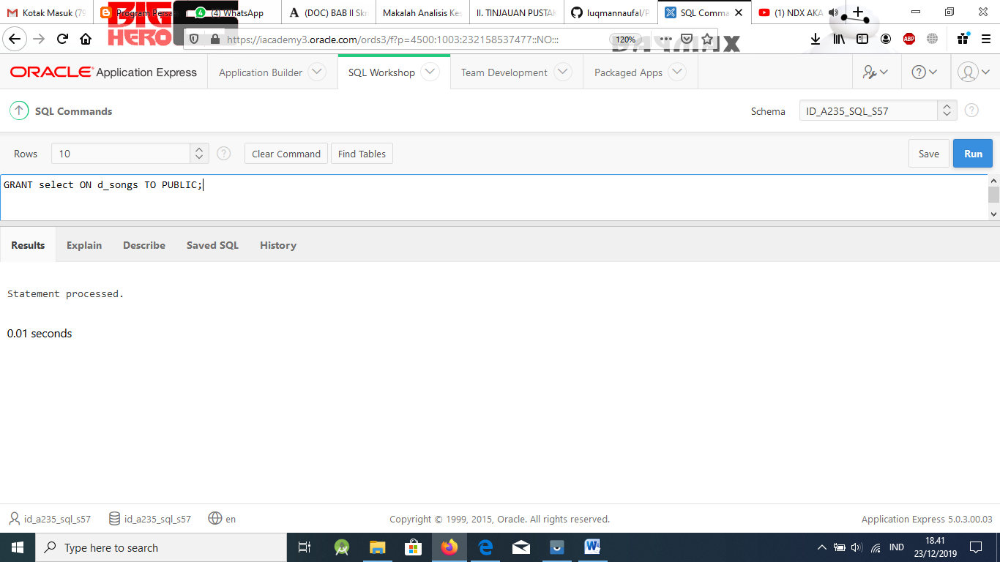 Kotak Masuk (79
Program Persa
(4) WhatsApp
(DOC) BAB II Skr
Makalah Analisis Kes
II. TINJAUAN PUSTAK
luqmannaufal/P
SQL Comma
(1) NDX AKA
BIG
HERO
https://iacademy3.oracle.com/ords3/f?p=4500:1003:232158537477::NO:::
120%
ABP
ORACLE Application Express
Application Builder
SQL Workshop
Team Development
Packaged Apps
SQL Commands
Schema
ID_A235_SQL_S57
Rows
10
Clear Command
Find Tables
Save
Run
GRANT select ON d_songs TO PUBLIC;
Results
Explain
Describe
Saved SQL
History
Statement processed.
0.01 seconds
id_a235_sql_s57
id_a235_sql_s57
en
Copyright © 1999, 2015, Oracle. All rights reserved.
Application Express 5.0.3.00.03
Type here to search
IND
18.41
23/12/2019